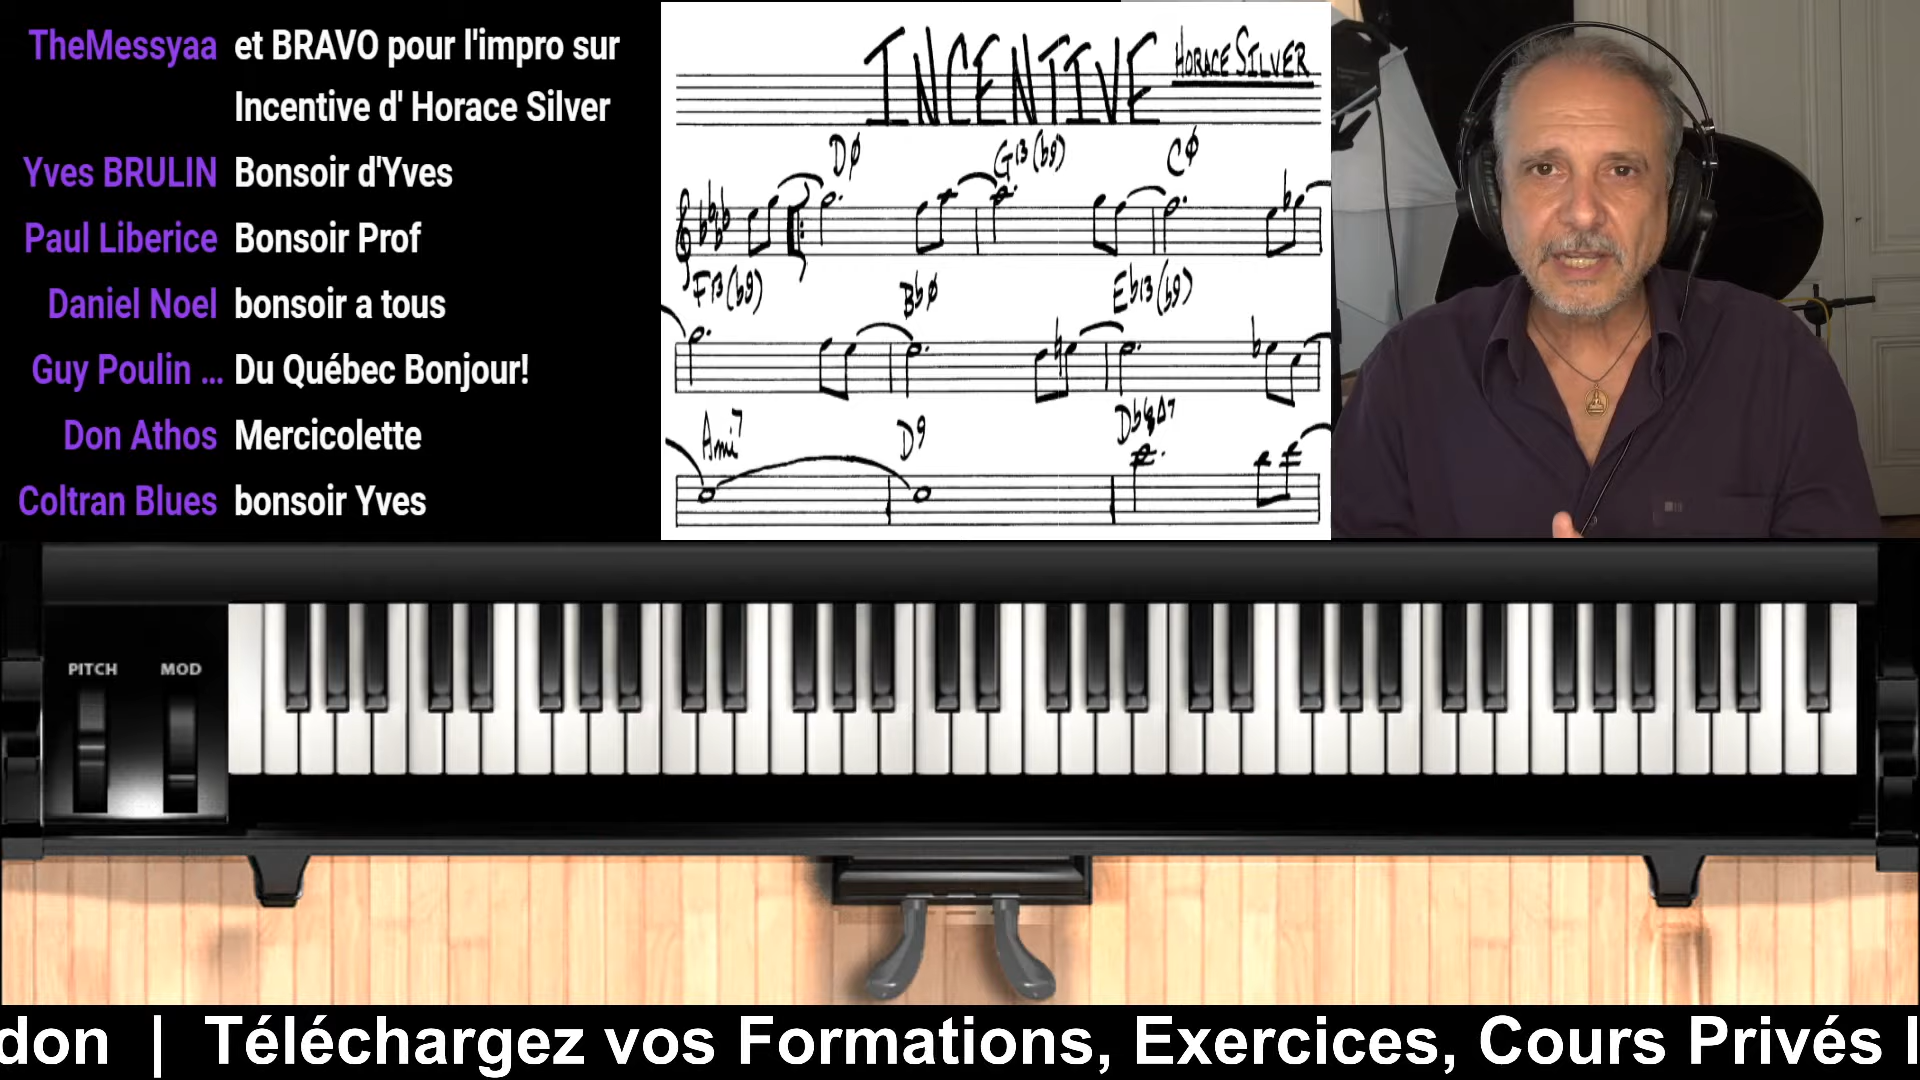 TheMessyaa et BRAVO pour l'impro sur
Incentive d' Horace Silver
Yves BRULIN Bonsoir d'Yves
Paul Liberice Bonsoir Prof
Daniel Noel bonsoir a tous
Guy Poulin ... Du Québec Bonjour!
Don Athos Mercicolette
Coltran Blues bonsoir Yves
INCENTIVE HORACE SILVER
DØ G13(b9) CØ
F13(b9) BbØ Eb13(b9)
Ami7 D9
PITCH MOD
don | Téléchargez vos Formations, Exercices, Cours Privés